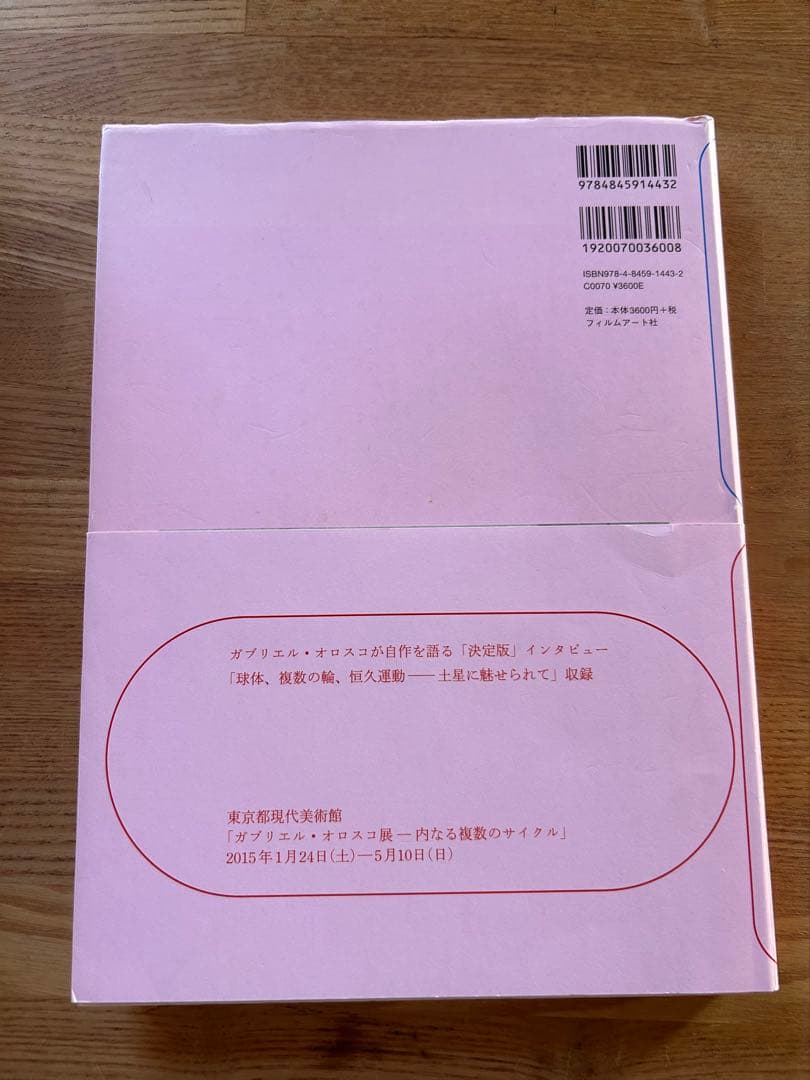 9784845914432
1920070036008
ISBN978-4-8459-1443-2
C0070 ¥3600E
定価：本体3600円＋税
フィルムアート社
ガブリエル・オロスコが自作を語る「決定版」インタビュー
「球体、複数の輪、恒久運動――土星に魅せられて」収録
東京都現代美術館
「ガブリエル・オロスコ展 ― 内なる複数のサイクル」
2015年1月24日(土)―5月10日(日)